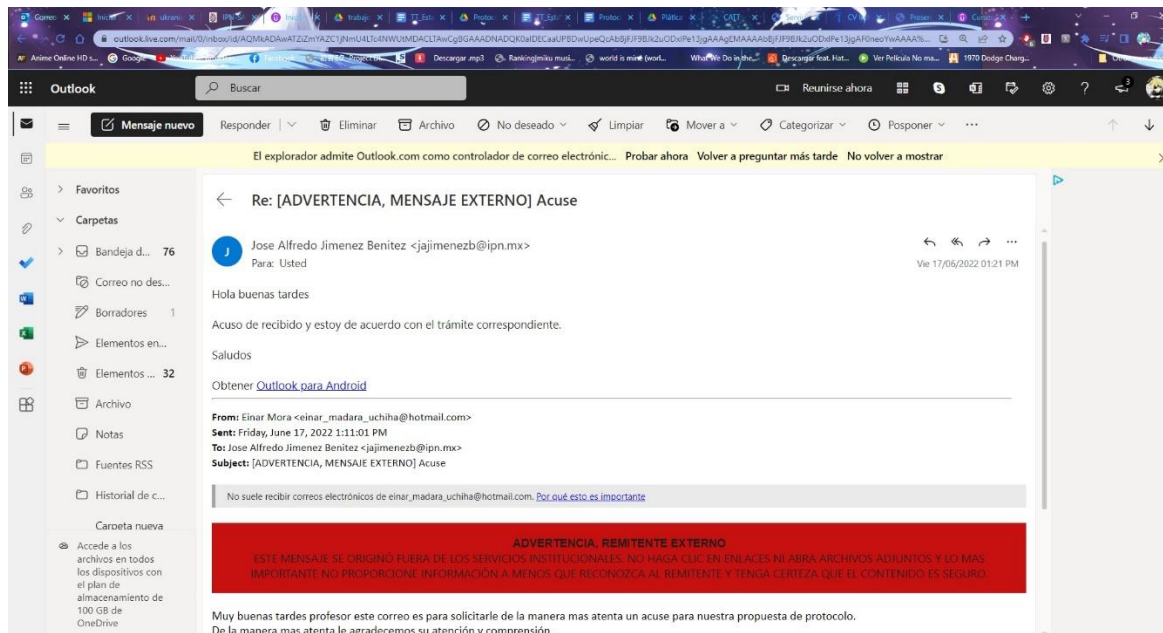 Correo
trabajo
Protoc
Plática
outlook.live.com/mail/0/inbox/id/
Anime Online HD s...
Google
Facebook
Descargar .mp3
Ranking|miku musi...
world is mine (worl...
What We Do in the...
Descargar feat. Hat...
Ver Película No ma...
1970 Dodge Charg...
Outlook
Buscar
Reunirse ahora
3
Mensaje nuevo
Responder
Eliminar
Archivo
No deseado
Limpiar
Mover a
Categorizar
Posponer
...
El explorador admite Outlook.com como controlador de correo electrónic... Probar ahora Volver a preguntar más tarde No volver a mostrar
Favoritos
Carpetas
Bandeja d... 76
Correo no des...
Borradores 1
Elementos en...
Elementos ... 32
Archivo
Notas
Fuentes RSS
Historial de c...
Carpeta nueva
Accede a los
archivos en todos
los dispositivos con
el plan de
almacenamiento de
100 GB de
OneDrive
Re: [ADVERTENCIA, MENSAJE EXTERNO] Acuse
J
Jose Alfredo Jimenez Benitez <jajimenezb@ipn.mx>
Para: Usted
Vie 17/06/2022 01:21 PM
Hola buenas tardes
Acuso de recibido y estoy de acuerdo con el trámite correspondiente.
Saludos
Obtener Outlook para Android
From: Einar Mora <einar_madara_uchiha@hotmail.com>
Sent: Friday, June 17, 2022 1:11:01 PM
To: Jose Alfredo Jimenez Benitez <jajimenezb@ipn.mx>
Subject: [ADVERTENCIA, MENSAJE EXTERNO] Acuse
No suele recibir correos electrónicos de einar_madara_uchiha@hotmail.com. Por qué esto es importante
ADVERTENCIA, REMITENTE EXTERNO
ESTE MENSAJE SE ORIGINÓ FUERA DE LOS SERVICIOS INSTITUCIONALES. NO HAGA CLIC EN ENLACES NI ABRA ARCHIVOS ADJUNTOS Y LO MAS
IMPORTANTE NO PROPORCIONE INFORMACIÓN A MENOS QUE RECONOZCA AL REMITENTE Y TENGA CERTEZA QUE EL CONTENIDO ES SEGURO.
Muy buenas tardes profesor este correo es para solicitarle de la manera mas atenta un acuse para nuestra propuesta de protocolo.
De la manera mas atenta le agradecemos su atención y comprensión